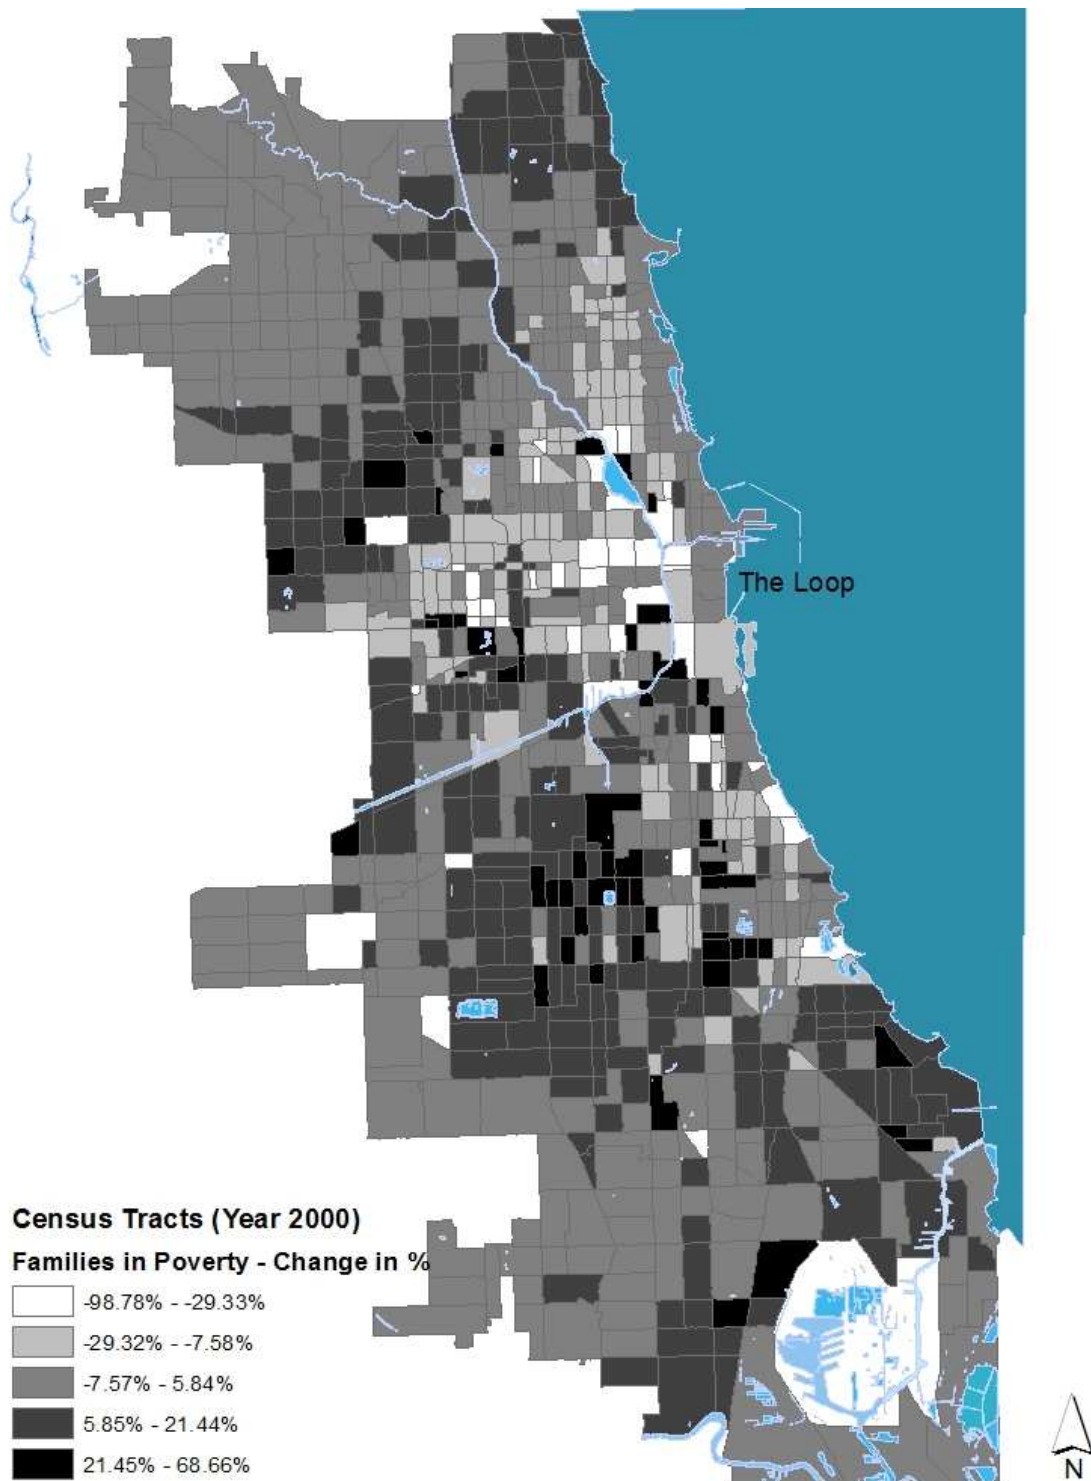 The Loop
Census Tracts (Year 2000)
Families in Poverty - Change in %
-98.78% - -29.33%
-29.32% - -7.58%
-7.57% - 5.84%
5.85% - 21.44%
21.45% - 68.66%
N